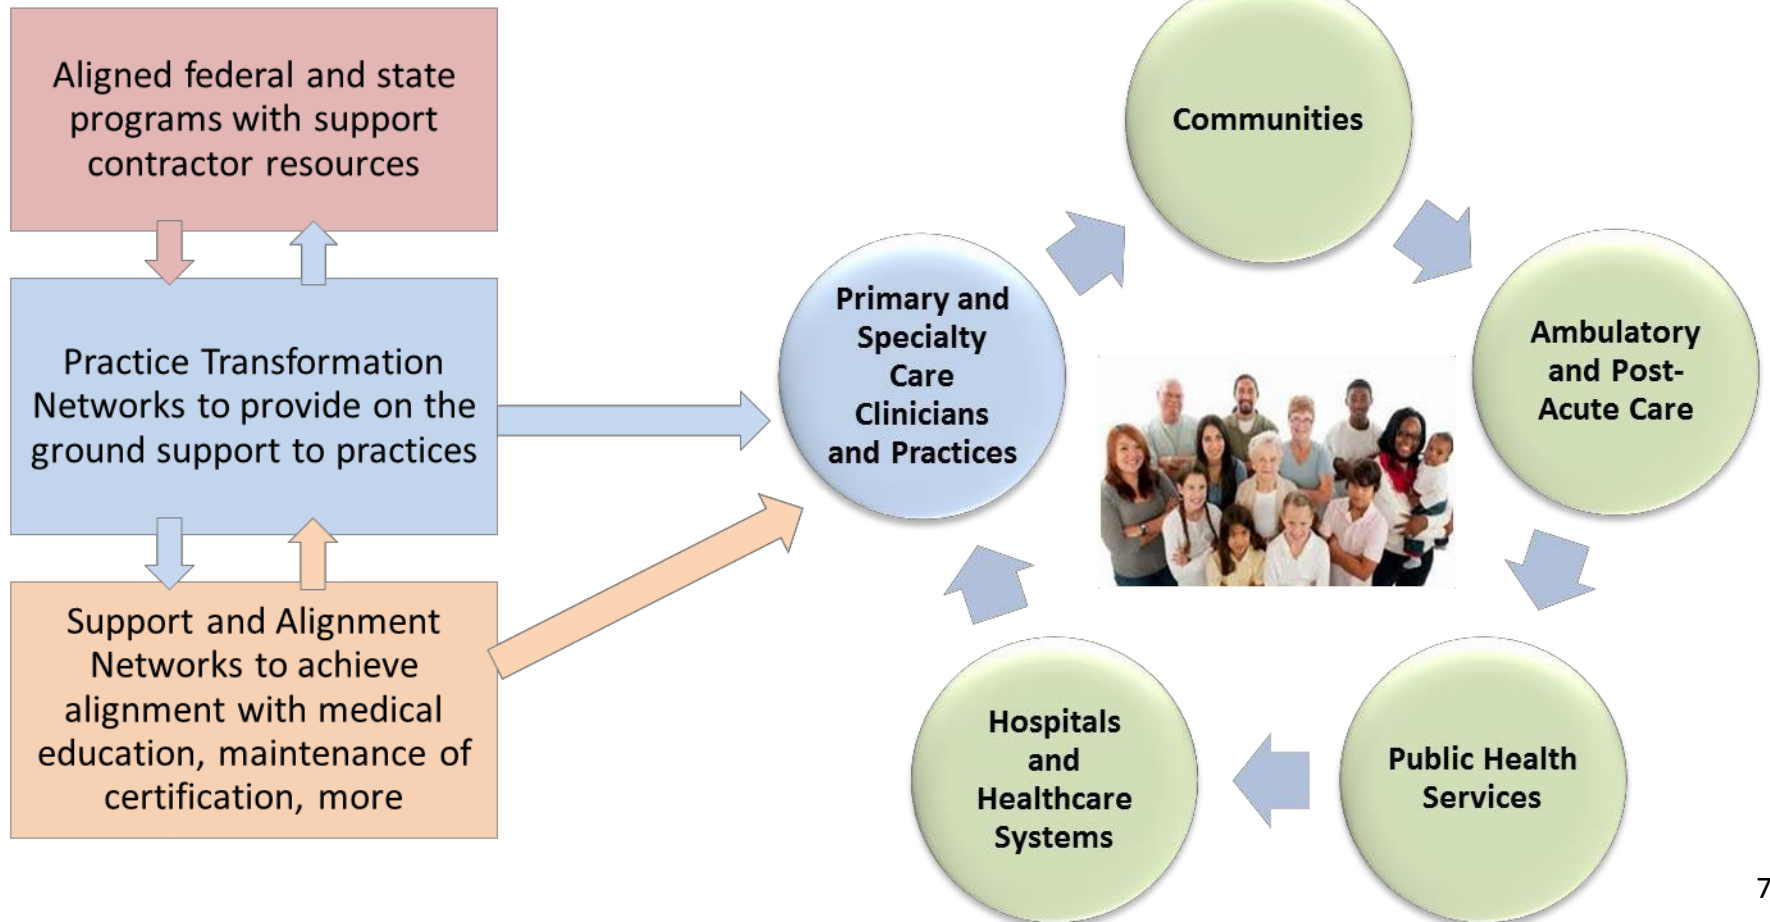 Aligned federal and state
programs with support
contractor resources
Practice Transformation
Networks to provide on the
ground support to practices
Support and Alignment
Networks to achieve
alignment with medical
education, maintenance of
certification, more
Communities
Primary and
Specialty
Care
Clinicians
and Practices
Ambulatory
and Post-
Acute Care
Hospitals
and
Healthcare
Systems
Public Health
Services
7